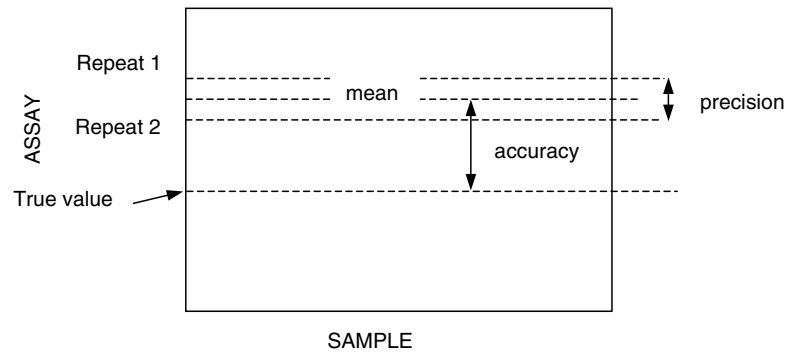 Repeat 1
mean
precision
ASSAY
Repeat 2
accuracy
True value
SAMPLE